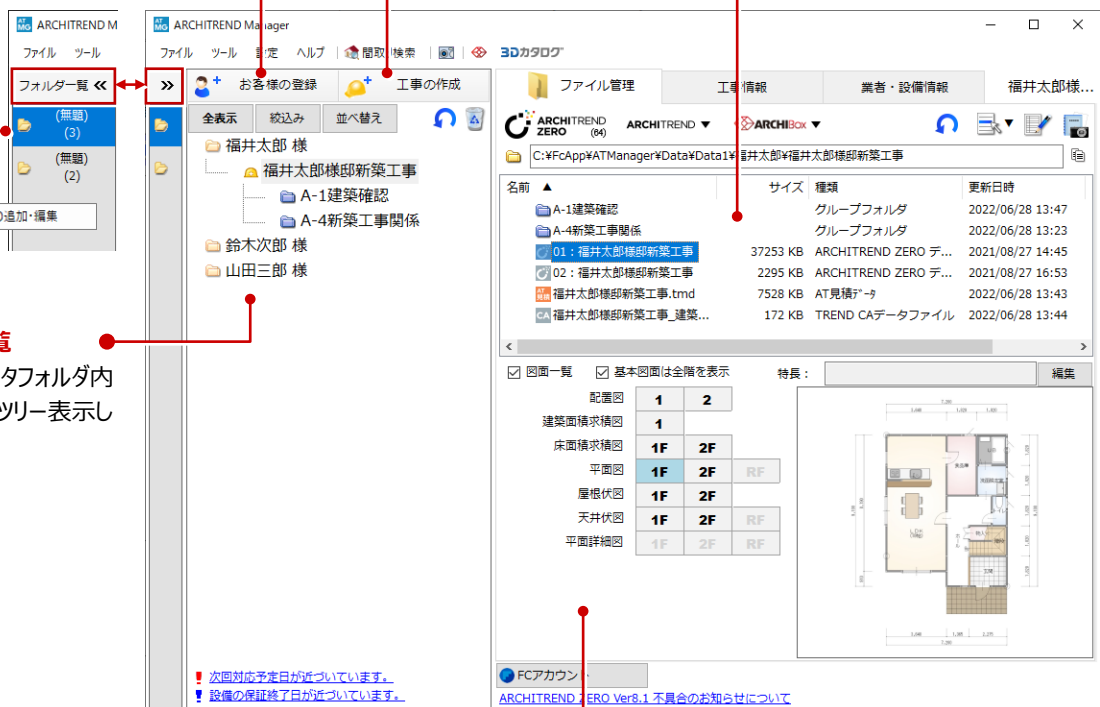 ARCHITREND M
ファイル ツール
フォルダ一覧 «
(無題)
(3)
(無題)
(2)
の追加・編集
覧
タフォルダ内
ツリー表示し
ARCHITREND Manager
ファイル ツール 設定 ヘルプ 間取り検索 3Dカタログ
»
お客様の登録 工事の作成
全表示 絞込み 並べ替え
福井太郎 様
福井太郎様邸新築工事
A-1建築確認
A-4新築工事関係
鈴木次郎 様
山田三郎 様
次回対応予定日が近づいています。
設備の保証終了日が近づいています。
ファイル管理 工事情報 業者・設備情報 福井太郎様...
ARCHITREND ZERO (64) ARCHITREND ▼ ARCHIBox ▼
C:¥FcApp¥ATManager¥Data¥Data1¥福井太郎¥福井太郎様邸新築工事
名前 ▲ サイズ 種類 更新日時
A-1建築確認 グループフォルダ 2022/06/28 13:47
A-4新築工事関係 グループフォルダ 2022/06/28 13:23
01：福井太郎様邸新築工事 37253 KB ARCHITREND ZERO デ... 2021/08/27 14:45
02：福井太郎様邸新築工事 2295 KB ARCHITREND ZERO デ... 2021/08/27 16:53
福井太郎様邸新築工事.tmd 7528 KB AT見積ﾃﾞｰﾀ 2022/06/28 13:43
福井太郎様邸新築工事_建築... 172 KB TREND CAデータファイル 2022/06/28 13:44
図面一覧 基本図面は全階を表示 特長： 編集
配置図 1 2
建築面積求積図 1
床面積求積図 1F 2F
平面図 1F 2F RF
屋根伏図 1F 2F
天井伏図 1F 2F RF
平面詳細図 1F 2F RF
FCアカウント
ARCHITREND ZERO Ver8.1 不具合のお知らせについて